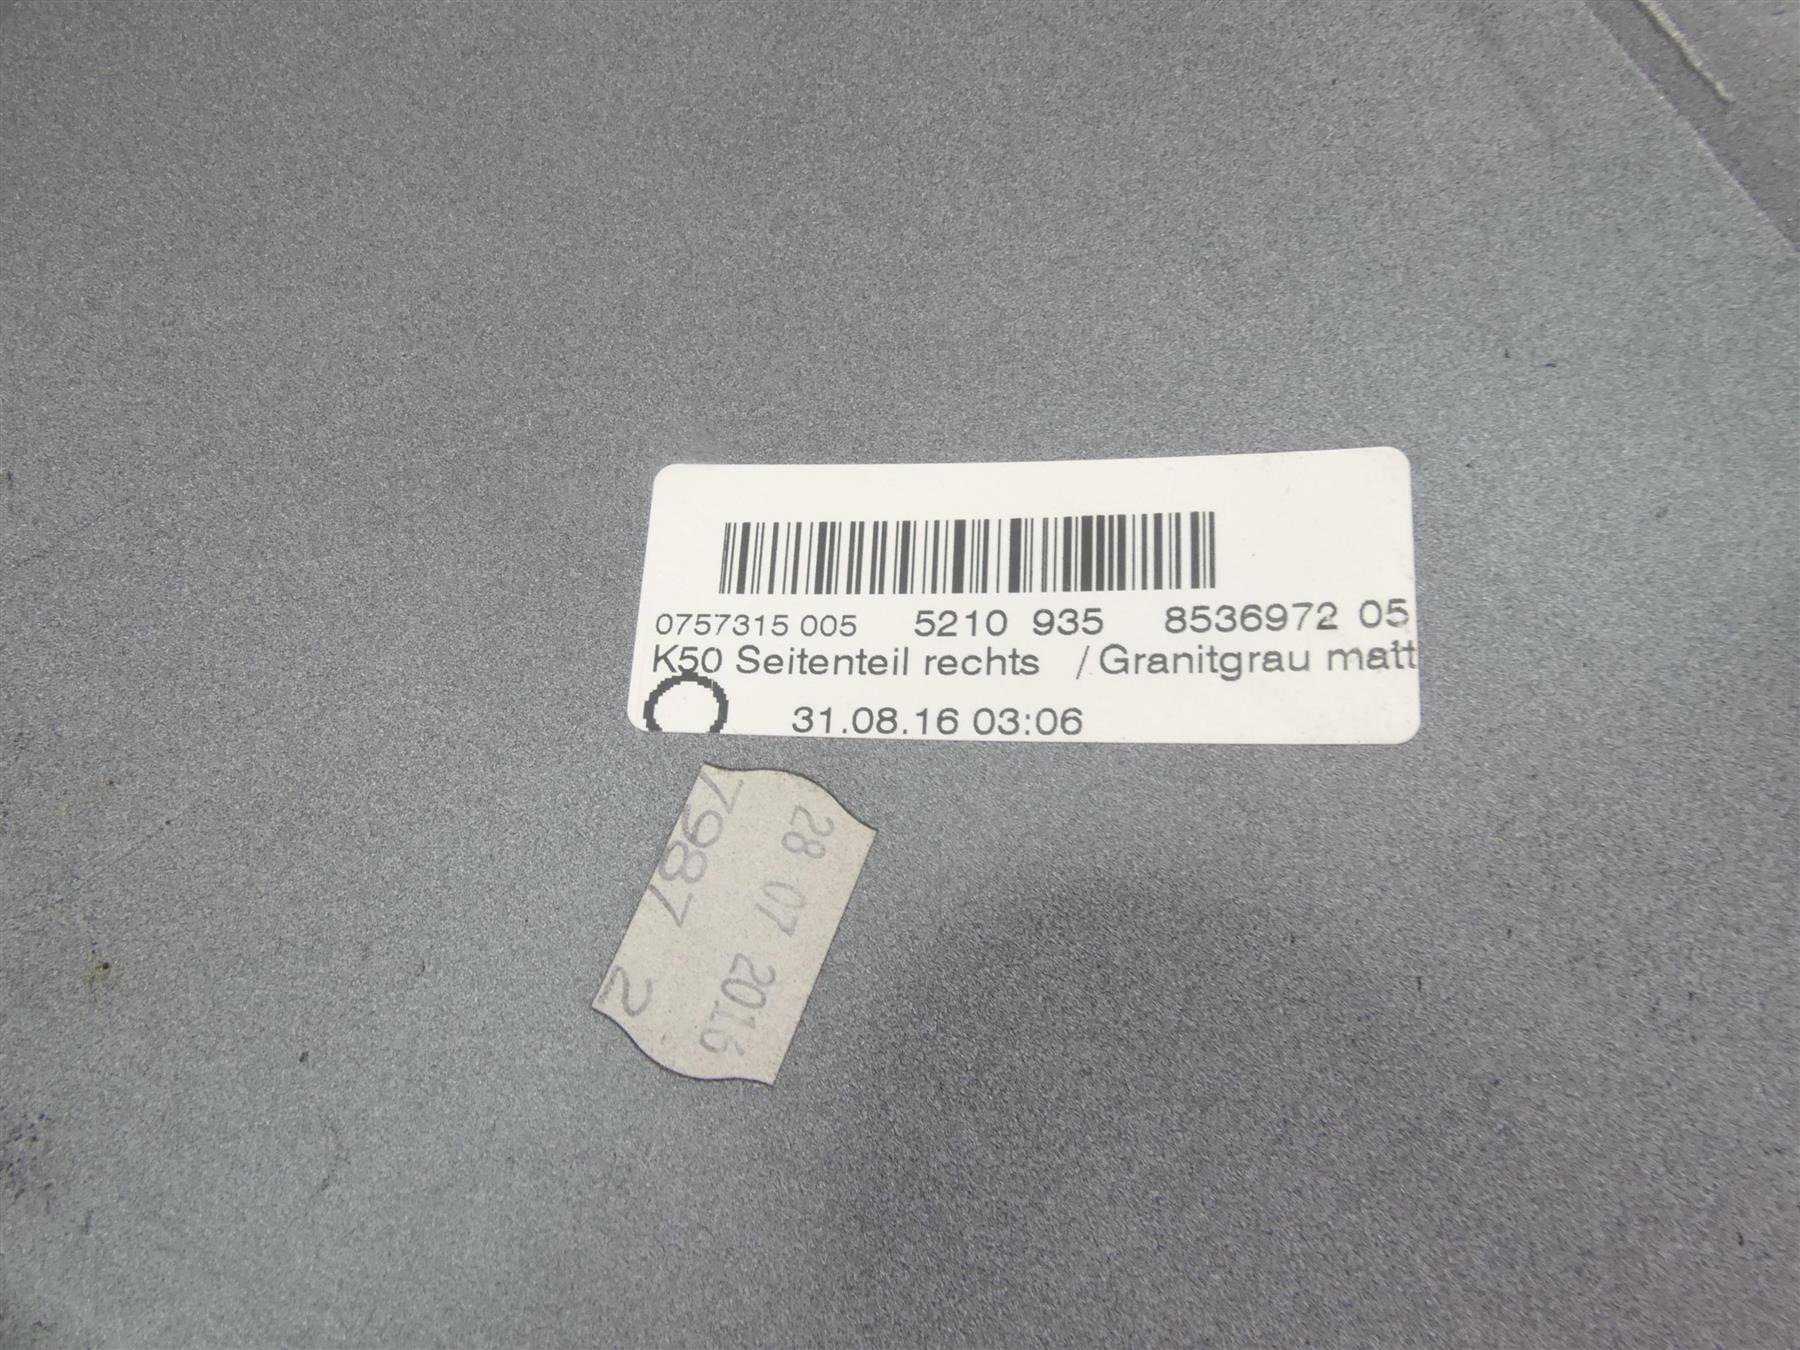 0757315 005 5210 935 8536972 05
K50 Seitenteil rechts / Granitgrau matt
31.08.16 03:06
28 07 2016
7987 2